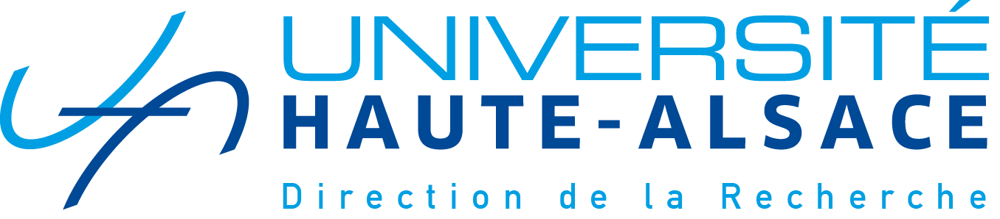 UNIVERSITÉ
HAUTE-ALSACE
Direction de la Recherche